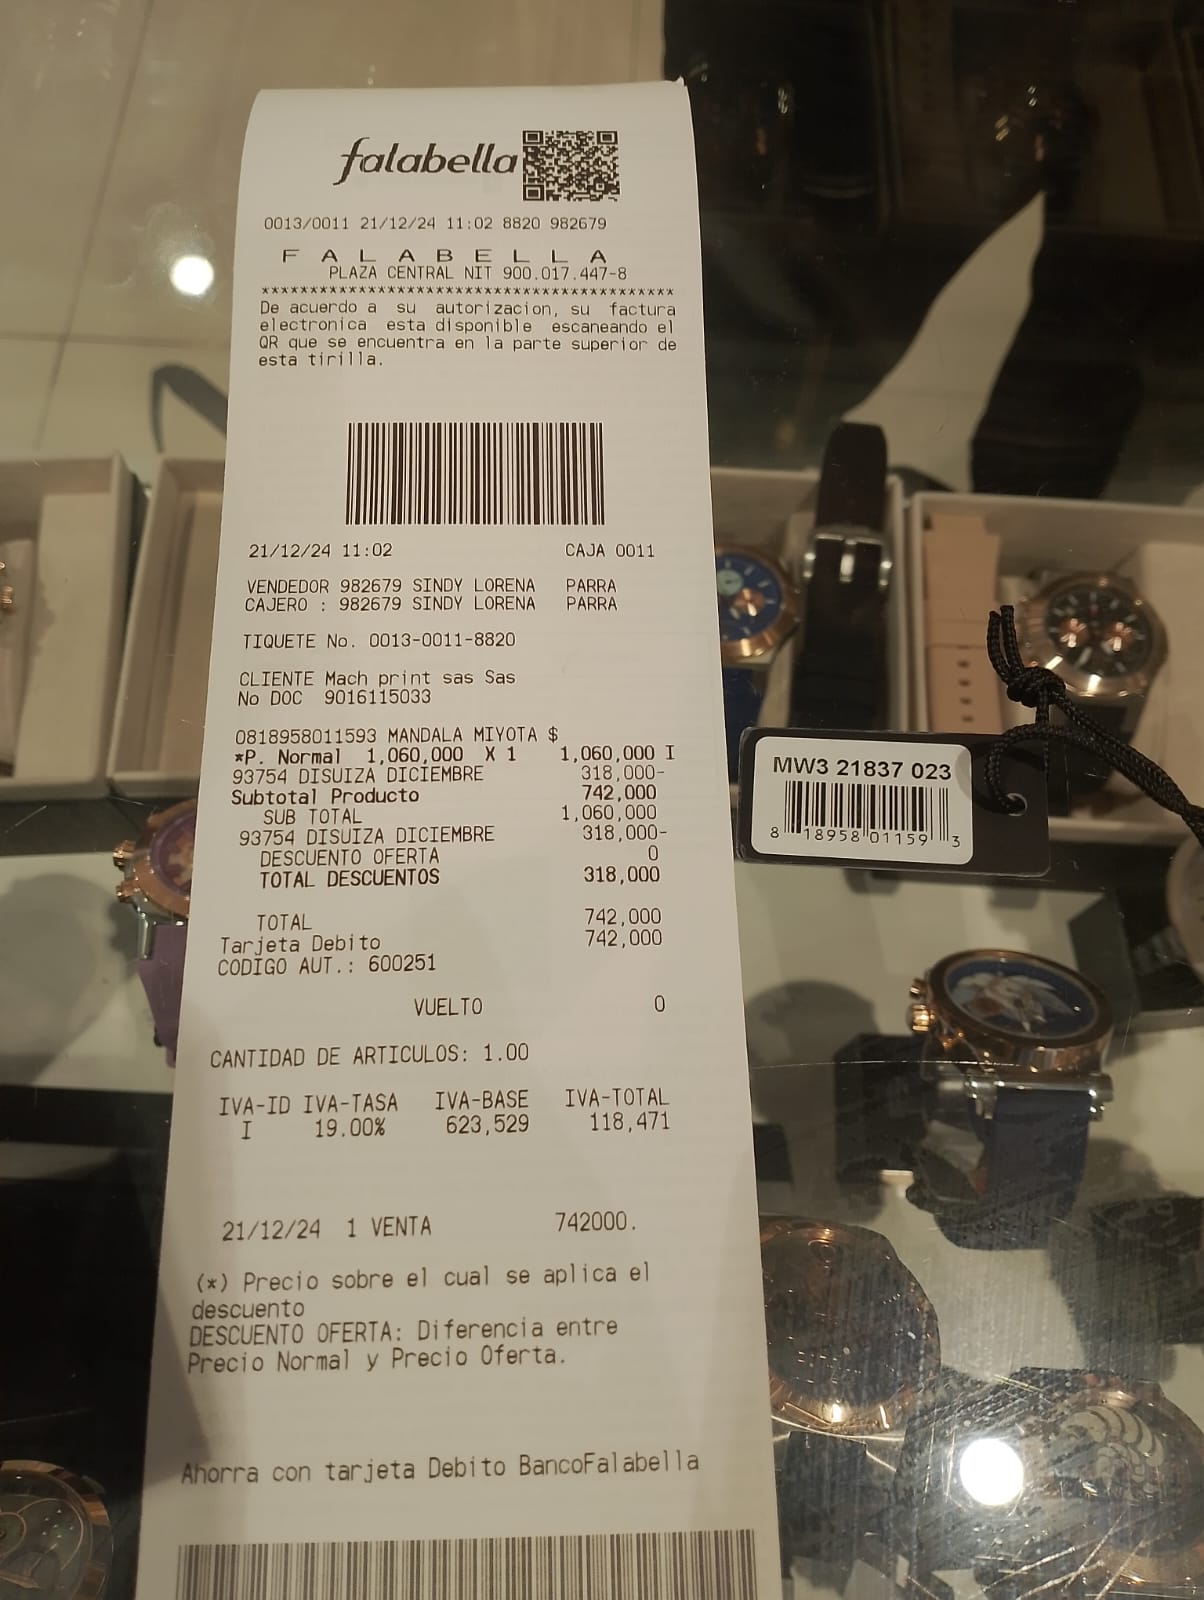 falabella
0013/0011 21/12/24 11:02 8820 982679
F A L A B E L L A
PLAZA CENTRAL NIT 900.017.447-8
*************************************************
De acuerdo a su autorizacion, su factura
electronica esta disponible escaneando el
QR que se encuentra en la parte superior de
esta tirilla.
21/12/24 11:02 CAJA 0011
VENDEDOR 982679 SINDY LORENA PARRA
CAJERO : 982679 SINDY LORENA PARRA
TIQUETE No. 0013-0011-8820
CLIENTE Mach print sas Sas
No DOC 9016115033
0818958011593 MANDALA MIYOTA $
*P. Normal 1,060,000 X 1 1,060,000 I
93754 DISUIZA DICIEMBRE 318,000-
Subtotal Producto 742,000
SUB TOTAL 1,060,000
93754 DISUIZA DICIEMBRE 318,000-
DESCUENTO OFERTA 0
TOTAL DESCUENTOS 318,000
TOTAL 742,000
Tarjeta Debito 742,000
CODIGO AUT.: 600251
VUELTO 0
CANTIDAD DE ARTICULOS: 1.00
IVA-ID IVA-TASA IVA-BASE IVA-TOTAL
I 19.00% 623,529 118,471
21/12/24 1 VENTA 742000.
(*) Precio sobre el cual se aplica el
descuento
DESCUENTO OFERTA: Diferencia entre
Precio Normal y Precio Oferta.
Ahorra con tarjeta Debito BancoFalabella
MW3 21837 023
8 18958 01159 3